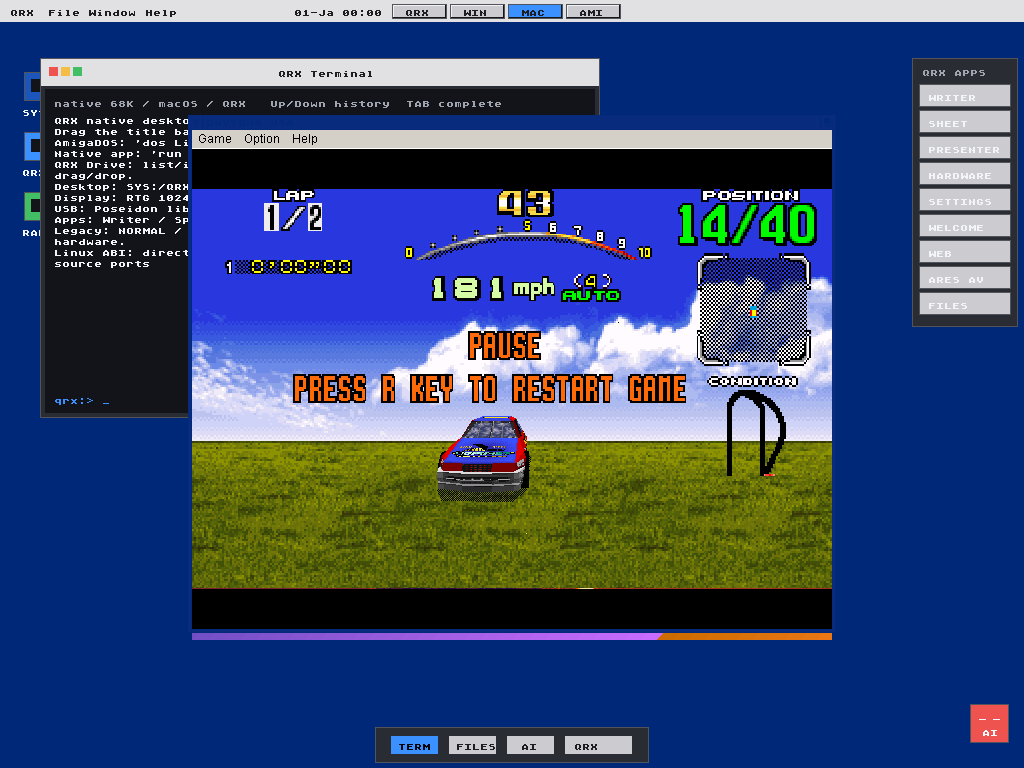 QRX File Window Help 01-Ja 00:00 QRX WIN MAC AMI
QRX Terminal
native 68K / macOS / QRX Up/Down history TAB complete
QRX native deskto
Drag the title ba
AmigaDOS: 'dos Li
Native app: 'run
QRX Drive: list/i
drag/drop.
Desktop: SYS:/QRX
Display: RTG 1024
USB: Poseidon lib
Apps: Writer / Sp
Legacy: NORMAL /
hardware.
Linux ABI: direct
source ports
qrx:> _
SY
QR
RA
Game Option Help
LAP
1/2
43
POSITION
14/40
0 5 6 7 8 9 10
1 0'00"00
181 mph
(4)
AUTO
PAUSE
PRESS R KEY TO RESTART GAME
CONDITION
QRX APPS
WRITER
SHEET
PRESENTER
HARDWARE
SETTINGS
WELCOME
WEB
ARES AV
FILES
TERM FILES AI QRX
AI